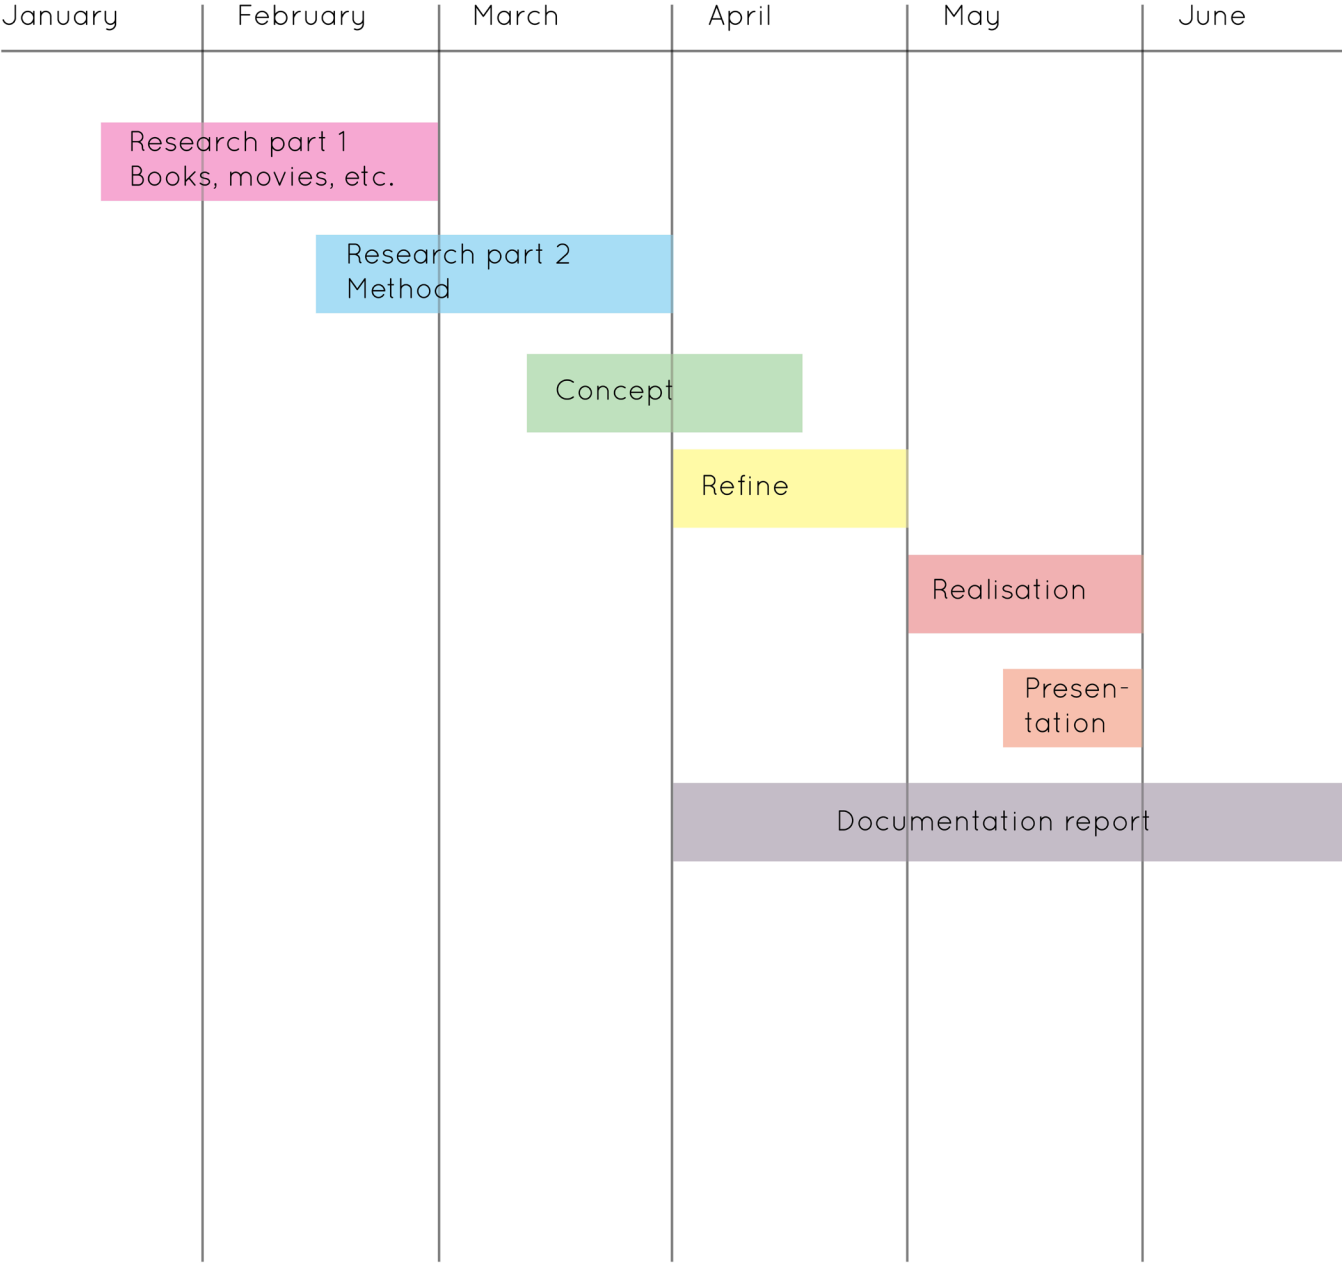 January February March April May June
Research part 1
Books, movies, etc.
Research part 2
Method
Concept
Refine
Realisation
Presen-
tation
Documentation report